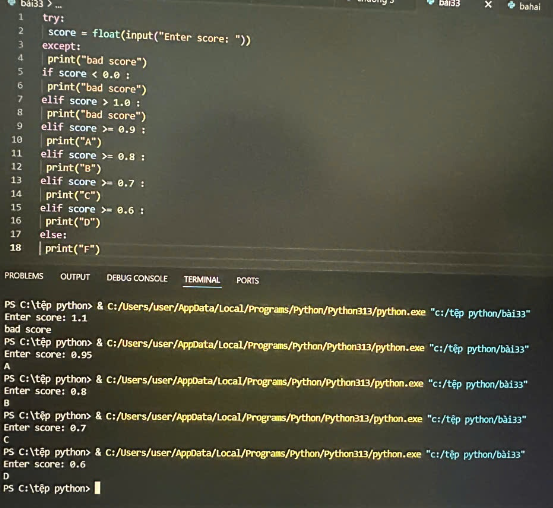 bài33 > ...
bài33
bahai
1 try:
2 score = float(input("Enter score: "))
3 except:
4 print("bad score")
5 if score < 0.0 :
6 print("bad score")
7 elif score > 1.0 :
8 print("bad score")
9 elif score >= 0.9 :
10 print("A")
11 elif score >= 0.8 :
12 print("B")
13 elif score >= 0.7 :
14 print("C")
15 elif score >= 0.6 :
16 print("D")
17 else:
18 print("F")
PROBLEMS OUTPUT DEBUG CONSOLE TERMINAL PORTS
PS C:\tệp python> & C:/Users/user/AppData/Local/Programs/Python/Python313/python.exe "c:/tệp python/bài33"
Enter score: 1.1
bad score
PS C:\tệp python> & C:/Users/user/AppData/Local/Programs/Python/Python313/python.exe "c:/tệp python/bài33"
Enter score: 0.95
A
PS C:\tệp python> & C:/Users/user/AppData/Local/Programs/Python/Python313/python.exe "c:/tệp python/bài33"
Enter score: 0.8
B
PS C:\tệp python> & C:/Users/user/AppData/Local/Programs/Python/Python313/python.exe "c:/tệp python/bài33"
Enter score: 0.7
C
PS C:\tệp python> & C:/Users/user/AppData/Local/Programs/Python/Python313/python.exe "c:/tệp python/bài33"
Enter score: 0.6
D
PS C:\tệp python>